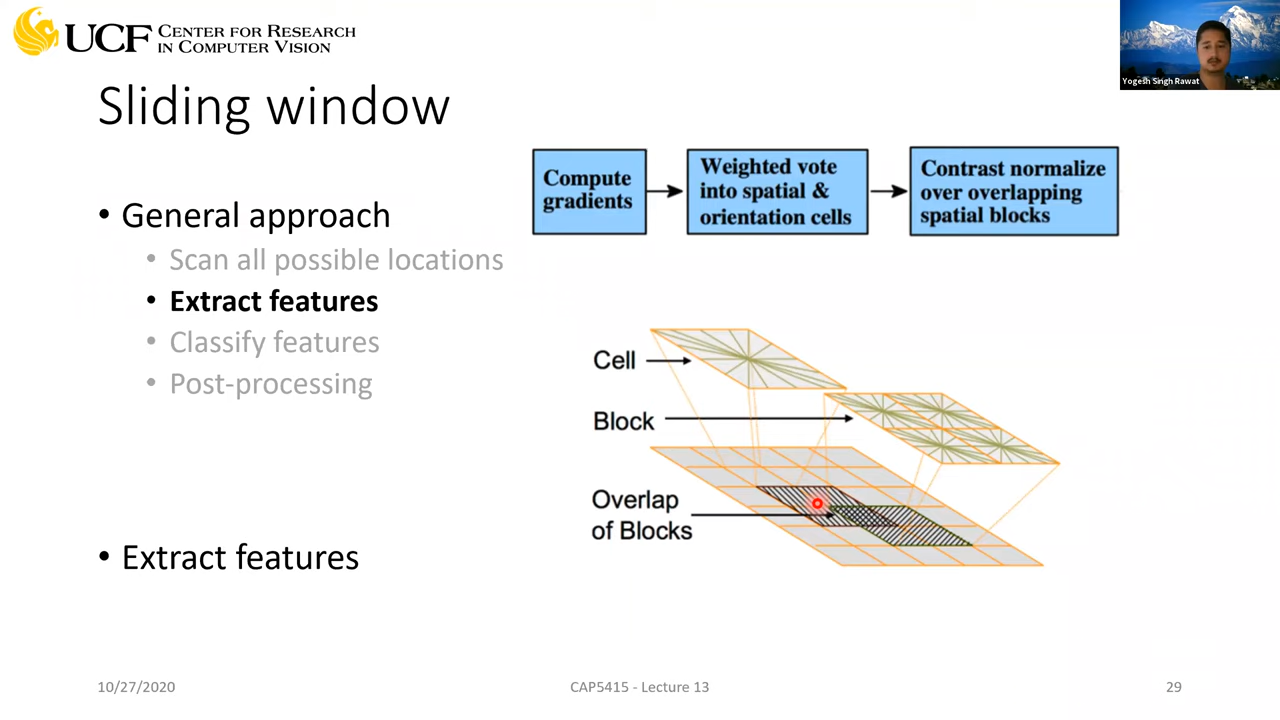 UCF CENTER FOR RESEARCH
IN COMPUTER VISION
Yogesh Singh Rawat
Sliding window
Compute
gradients
Weighted vote
into spatial &
orientation cells
Contrast normalize
over overlapping
spatial blocks
• General approach
• Scan all possible locations
• Extract features
• Classify features
• Post-processing
Cell
Block
Overlap
of Blocks
• Extract features
10/27/2020
CAP5415 - Lecture 13
29